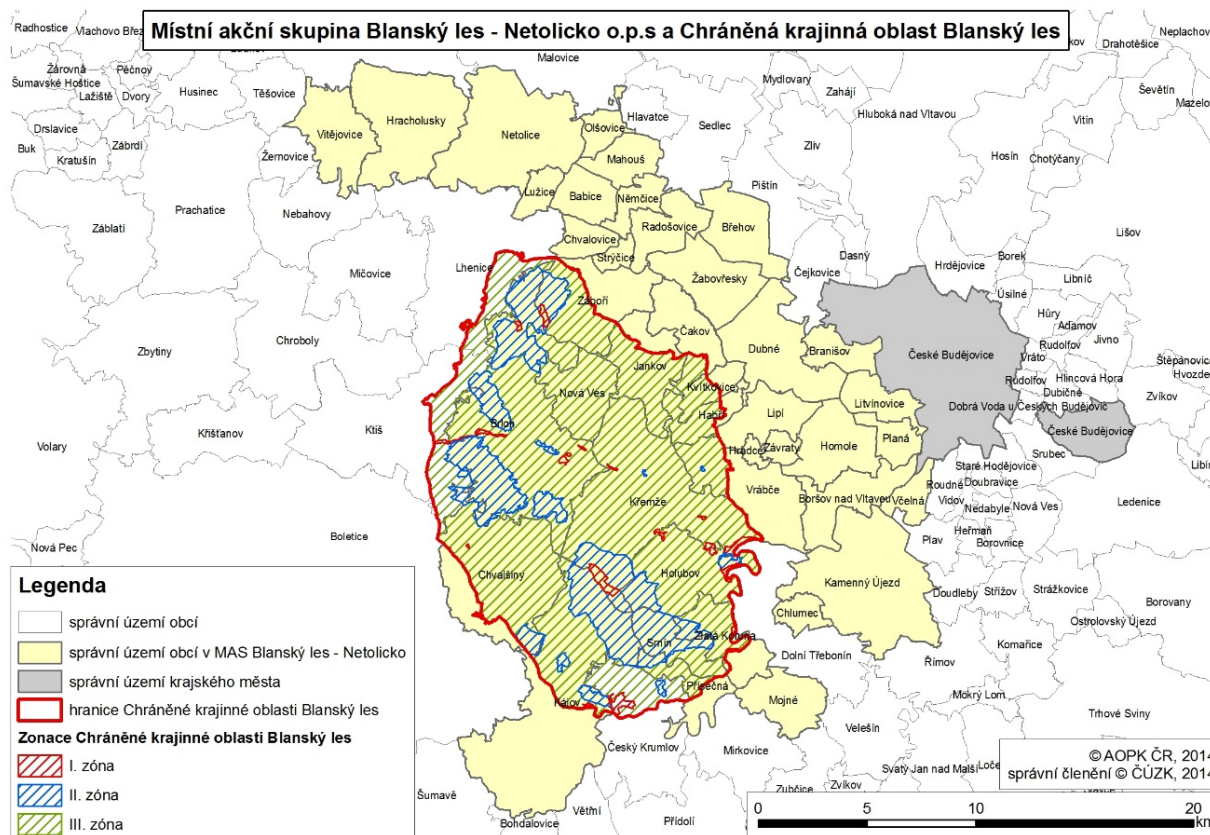 Místní akční skupina Blanský les - Netolicko o.p.s a Chráněná krajinná oblast Blanský les
Radhostice
Vlachovo Břez
Malovice
Drahotěšice
Neplachov
Žárovná
Pěčnov
Šumavské Hoštice
Lažiště
Dvory
Husinec
Těšovice
Mydlovary
Zahájí
Ševětín
Mazelov
Drslavice
Zábrdí
Buk
Kratušín
Žernovice
Vitějovice
Hracholusky
Netolice
Olšovice
Hlavatce
Sedlec
Hluboká nad Vltavou
Vitín
Mahouš
Zliv
Hosín
Chotýčany
Lužice
Babice
Němčice
Pištín
Záblatí
Prachatice
Nebahovy
Radošovice
Břehov
Lišov
Chvalovice
Strýčice
Mičovice
Lhenice
Žabovřesky
Čejkovice
Dasný
Hrdějovice
Borek
Libníč
Úsilné
Záboří
Zbytiny
Chroboly
Čakov
Dubné
Branišov
České Budějovice
Hůry
Adamov
Rudolfov
Jivno
Vráto
Štěpánovice
Hvozdec
Jankov
Kvítkovice
Nová Ves
Rudolfov
Hlincová Hora
Dubičné
Zvíkov
Habří
Lipí
Litvínovice
Dobrá Voda u Českých Budějovic
Volary
Křišťanov
Ktiš
Brloh
České Budějovice
Hradce
Závraty
Homole
Planá
Srubec
Staré Hodějovice
Vrábče
Roudné
Doubravice
Boršov nad Vltavou
Včelná
Vidov
Nedabyle
Nová Ves
Ledenice
Křemže
Nová Pec
Boletice
Plav
Heřmaň
Borovnice
Chvalšiny
Holubov
Kamenný Újezd
Doudleby
Střížov
Strážkovice
Borovany
Chlumec
Ostrolovský Újezd
Srnín
Zlatá Koruna
Dolní Třebonín
Římov
Komařice
Přísečná
Mojné
Mokrý Lom
Kájov
Velešín
Trhové Sviny
Český Krumlov
Mirkovice
Svatý Jan nad Malší
Zubčice
Zvíkov
Šumavě
Větřní
Přídolí
Bohdalovice
Legenda
správní území obcí
správní území obcí v MAS Blanský les - Netolicko
správní území krajského města
hranice Chráněné krajinné oblasti Blanský les
Zonace Chráněné krajinné oblasti Blanský les
I. zóna
II. zóna
III. zóna
© AOPK ČR, 2014
správní členění © ČÚZK, 2014
0 5 10 20
km